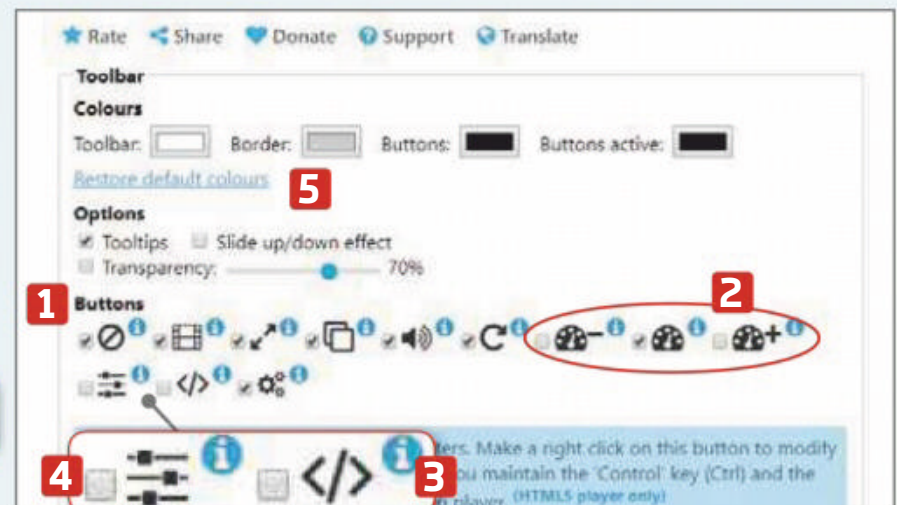 Rate Share Donate Support Translate
Toolbar
Colours
Toolbar: Border: Buttons: Buttons active:
Restore default colours
5
Options
Tooltips Slide up/down effect
Transparency: 70%
2
1 Buttons
4 3
ters. Make a right click on this button to modify
ou maintain the 'Control' key (Ctrl) and the
player. (HTML5 player only)